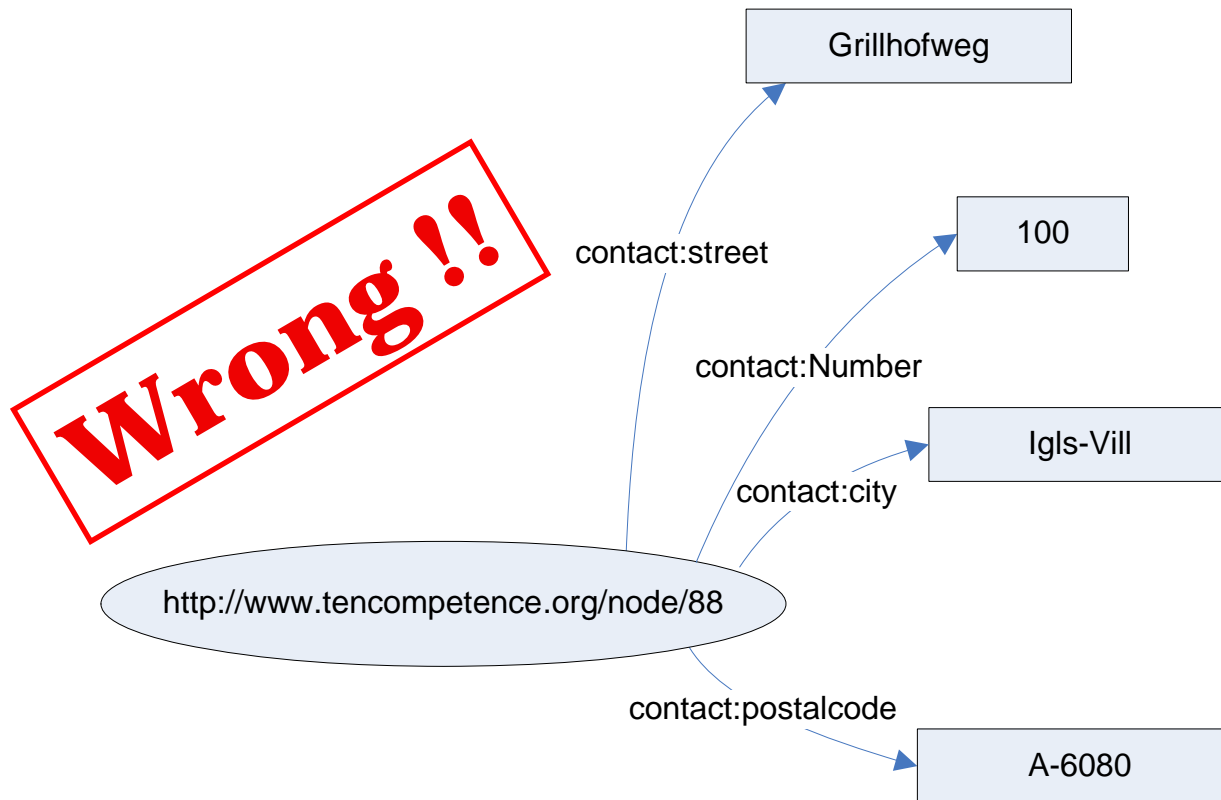 Grillhofweg
Wrong !!
contact:street
100
contact:Number
Igls-Vill
contact:city
http://www.tencompetence.org/node/88
contact:postalcode
A-6080